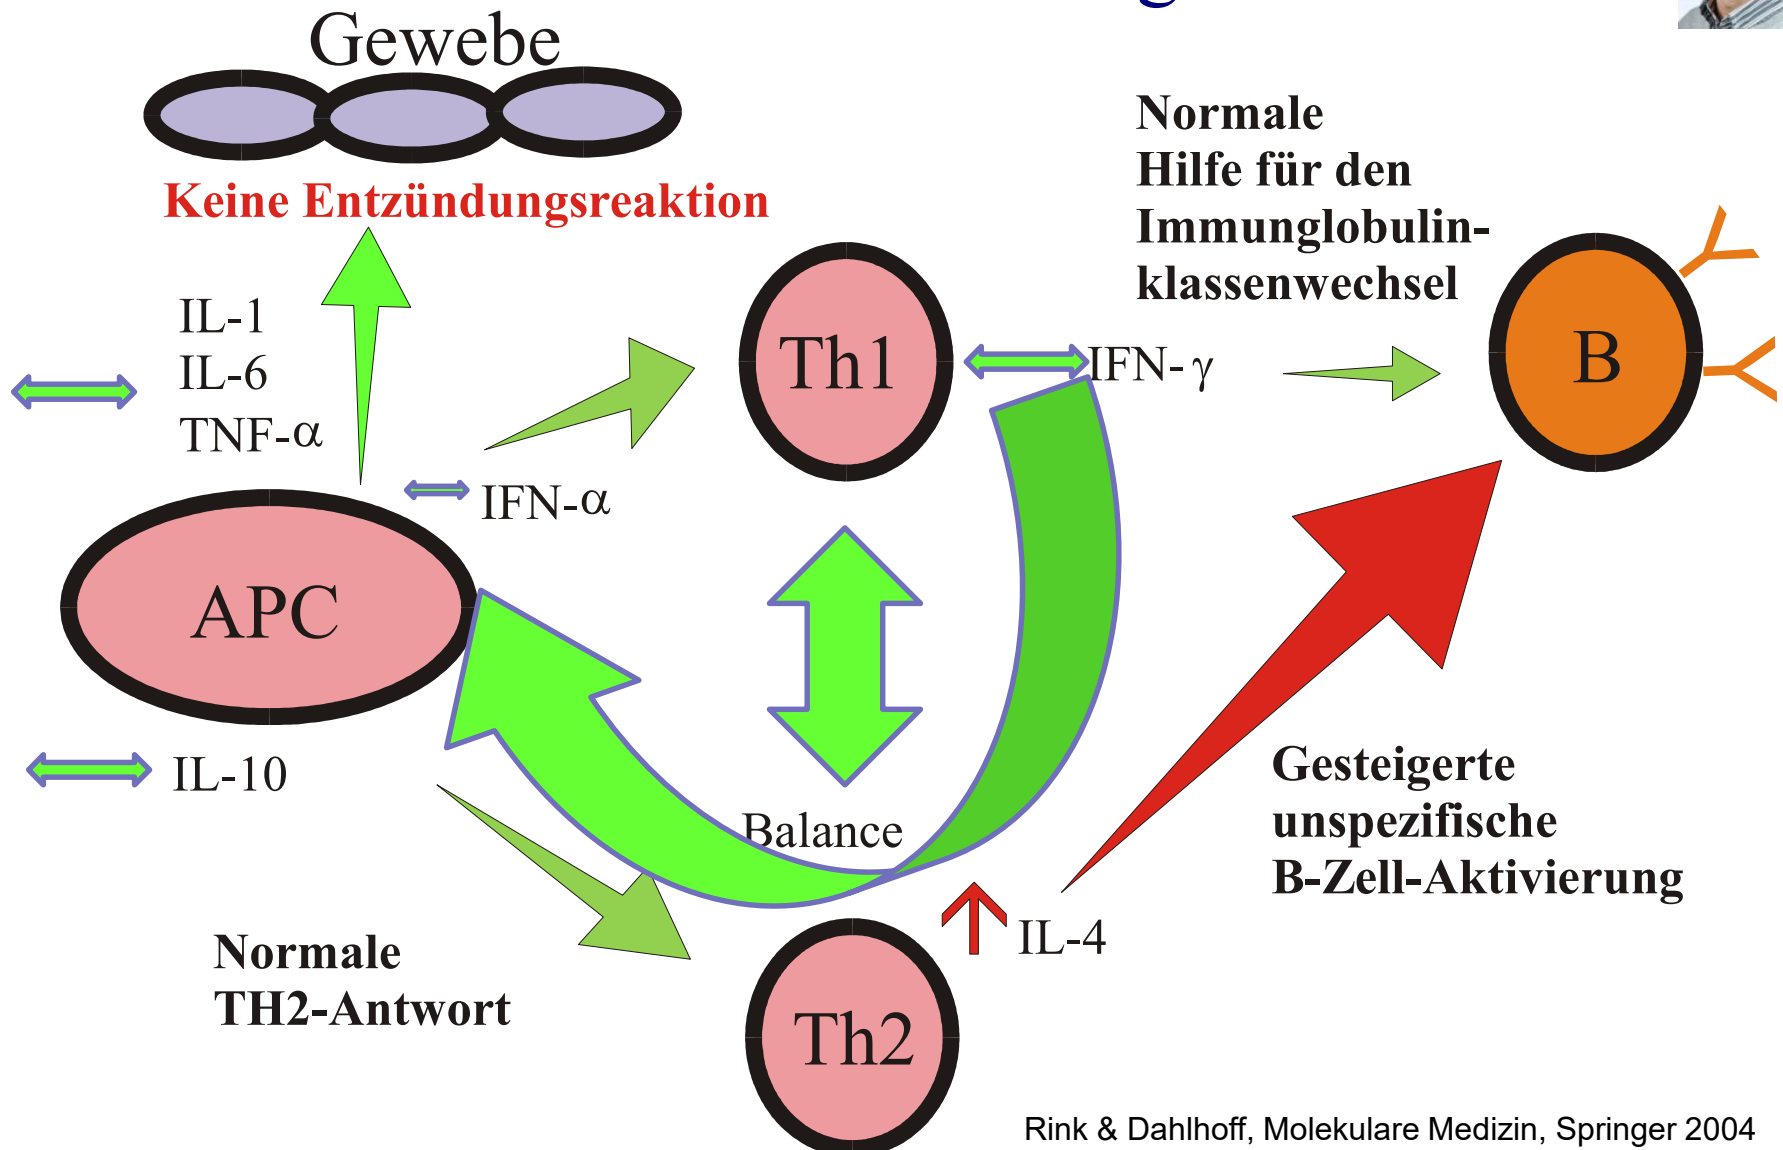 Gewebe
Keine Entzündungsreaktion
IL-1
IL-6
TNF-α
IFN-α
APC
IL-10
Normale
TH2-Antwort
Th1
IFN-γ
Normale
Hilfe für den
Immunglobulin-
klassenwechsel
B
Balance
IL-4
Gesteigerte
unspezifische
B-Zell-Aktivierung
Th2
Rink & Dahlhoff, Molekulare Medizin, Springer 2004